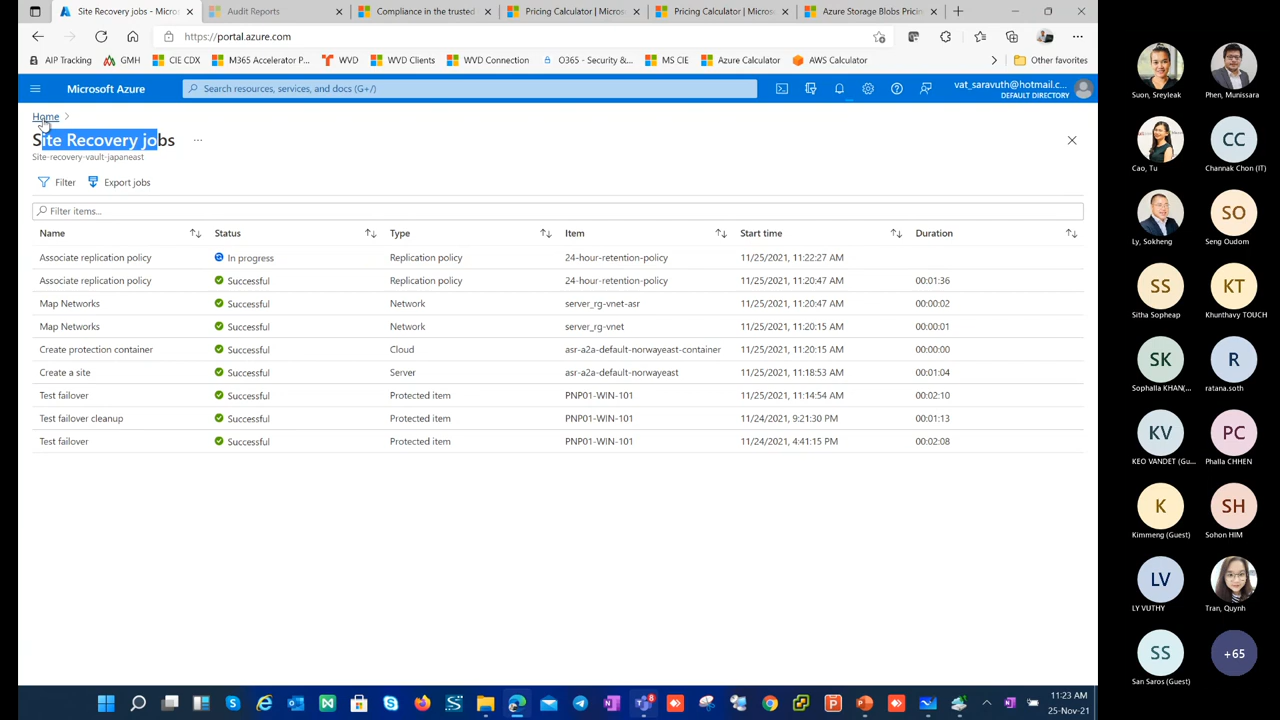 Site Recovery jobs - Micros
Audit Reports
Compliance in the trusted
Pricing Calculator | Microso
Pricing Calculator | Microso
Azure Storage Blobs Pricin
https://portal.azure.com
AIP Tracking
GMH
CIE CDX
M365 Accelerator P...
WVD
WVD Clients
WVD Connection
O365 - Security &...
MS CIE
Azure Calculator
AWS Calculator
Other favorites
Microsoft Azure
Search resources, services, and docs (G+/)
vat_saravuth@hotmail.c...
DEFAULT DIRECTORY
Home
Site Recovery jobs
Site-recovery-vault-japaneast
Filter
Export jobs
Filter items...
Name Status Type Item Start time Duration
Associate replication policy In progress Replication policy 24-hour-retention-policy 11/25/2021, 11:22:27 AM
Associate replication policy Successful Replication policy 24-hour-retention-policy 11/25/2021, 11:20:47 AM 00:01:36
Map Networks Successful Network server_rg-vnet-asr 11/25/2021, 11:20:47 AM 00:00:02
Map Networks Successful Network server_rg-vnet 11/25/2021, 11:20:15 AM 00:00:01
Create protection container Successful Cloud asr-a2a-default-norwayeast-container 11/25/2021, 11:20:15 AM 00:00:00
Create a site Successful Server asr-a2a-default-norwayeast 11/25/2021, 11:18:53 AM 00:01:04
Test failover Successful Protected item PNP01-WIN-101 11/25/2021, 11:14:54 AM 00:02:10
Test failover cleanup Successful Protected item PNP01-WIN-101 11/24/2021, 9:21:30 PM 00:01:13
Test failover Successful Protected item PNP01-WIN-101 11/24/2021, 4:41:15 PM 00:02:08
11:23 AM
25-Nov-21
Suon, Sreyleak
Phen, Munissara
Cao, Tu
CC
Channak Chon (IT)
Ly, Sokheng
SO
Seng Oudom
SS
Sitha Sopheap
KT
Khunthavy TOUCH
SK
Sophalla KHAN(...
R
ratana.soth
KV
KEO VANDET (Gu...
PC
Phalla CHHEN
K
Kimmeng (Guest)
SH
Sohon HIM
LV
LY VUTHY
Tran, Quynh
SS
San Saros (Guest)
+65